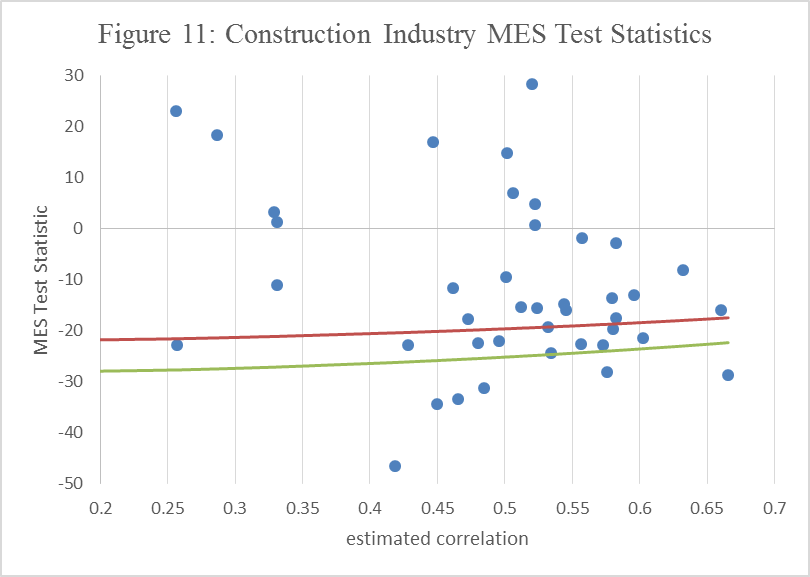 Figure 11: Construction Industry MES Test Statistics
30
20
10
0
-10
-20
-30
-40
-50
MES Test Statistic
0.2 0.25 0.3 0.35 0.4 0.45 0.5 0.55 0.6 0.65 0.7
estimated correlation